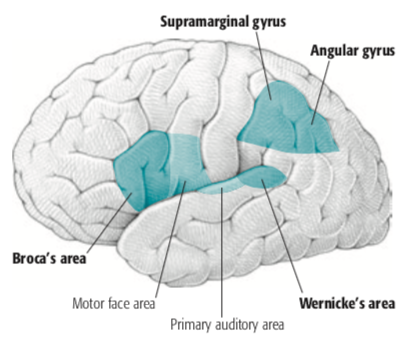 Supramarginal gyrus
Angular gyrus
Broca's area
Motor face area
Primary auditory area
Wernicke's area